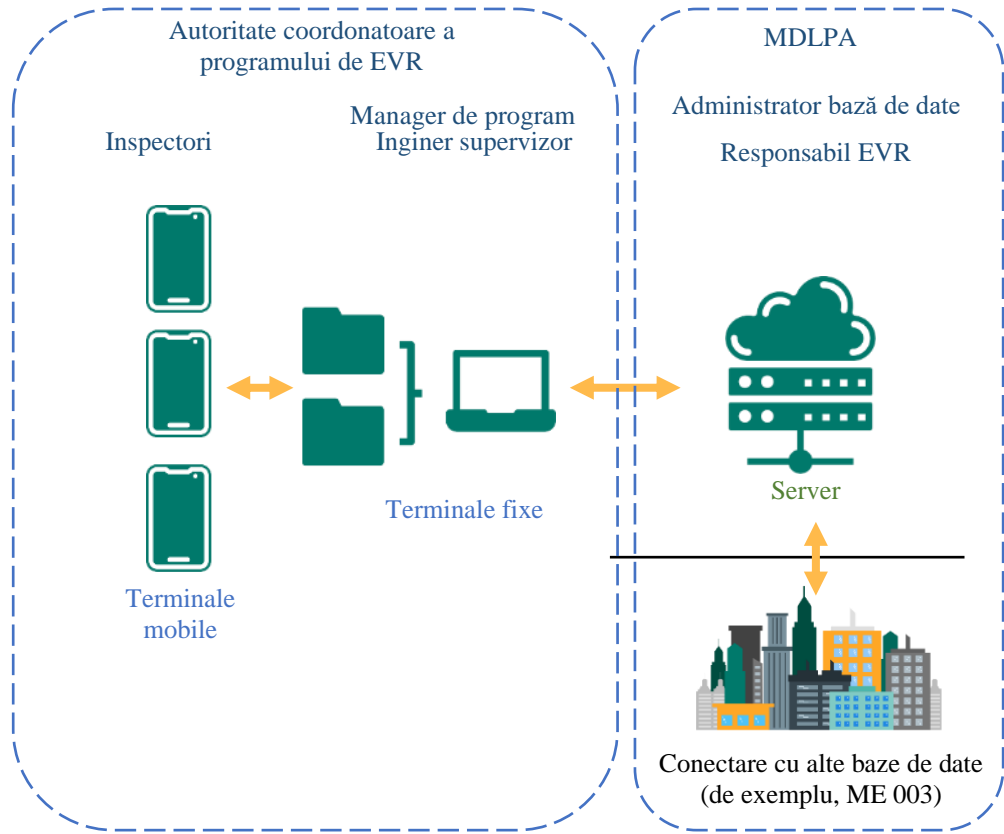 Autoritate coordonatoare a
programului de EVR
Inspectori
Manager de program
Inginer supervizor
Terminale fixe
Terminale
mobile
MDLPA
Administrator bază de date
Responsabil EVR
Server
Conectare cu alte baze de date
(de exemplu, ME 003)